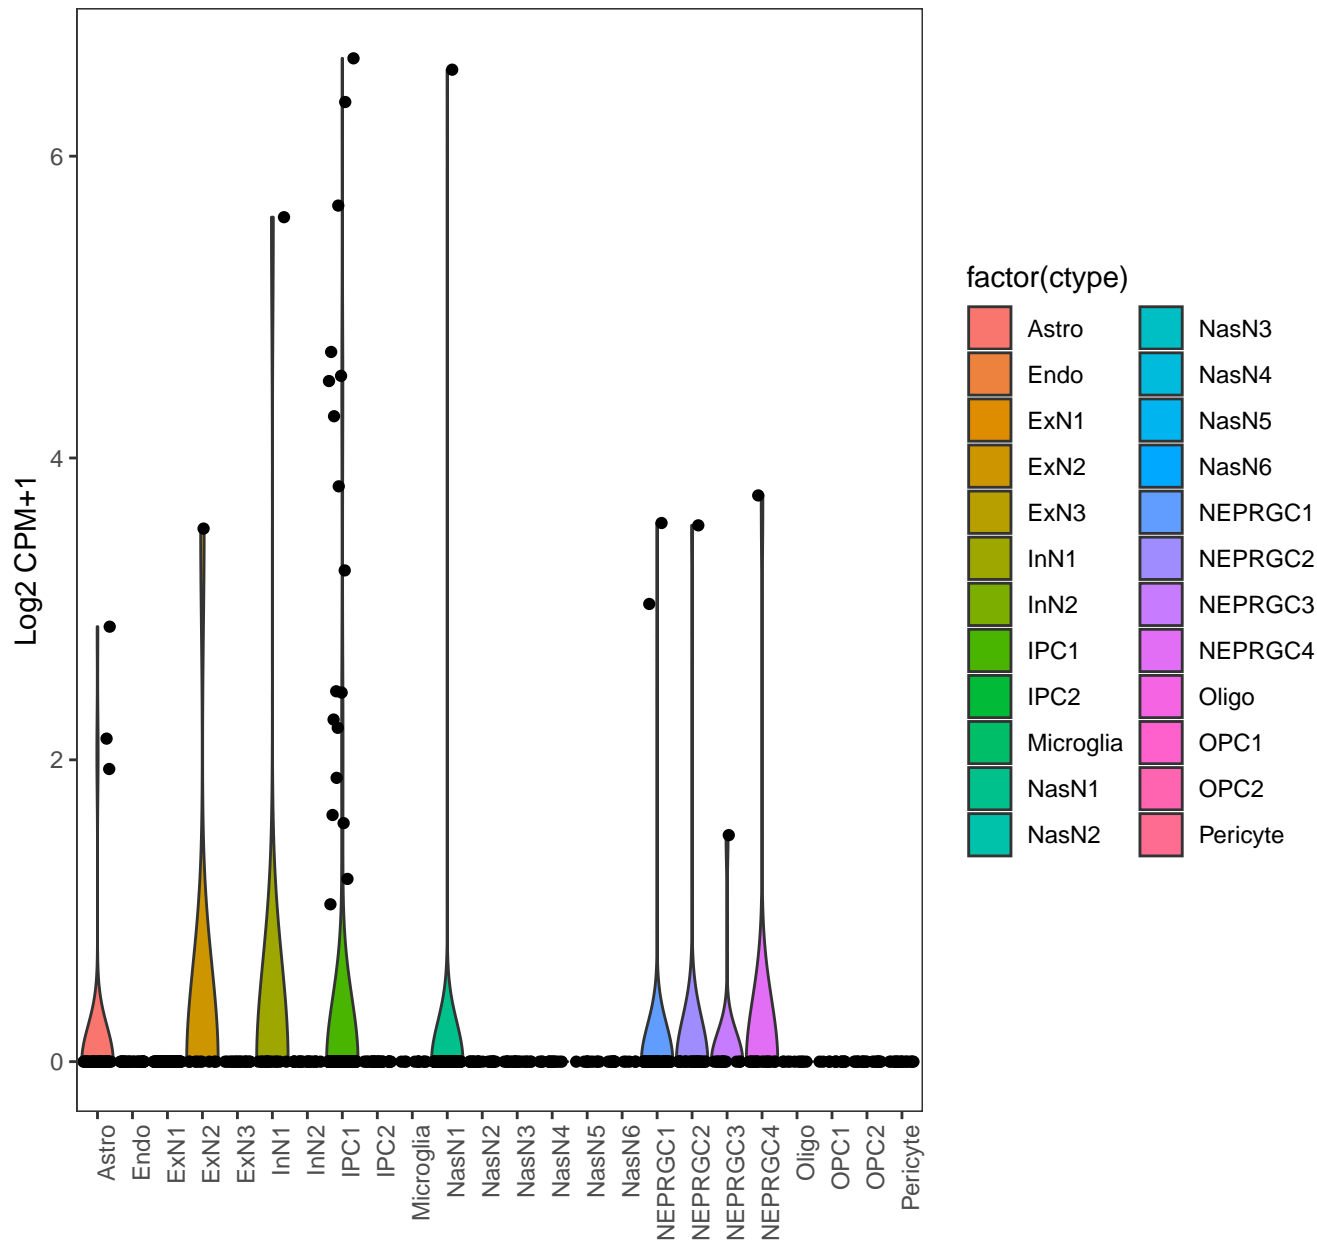 6
4
2
0
Log2 CPM+1
Astro
Endo
ExN1
ExN2
ExN3
InN1
InN2
IPC1
IPC2
Microglia
NasN1
NasN2
NasN3
NasN4
NasN5
NasN6
NEPRGC1
NEPRGC2
NEPRGC3
NEPRGC4
Oligo
OPC1
OPC2
Pericyte
factor(ctype)
Astro
Endo
ExN1
ExN2
ExN3
InN1
InN2
IPC1
IPC2
Microglia
NasN1
NasN2
NasN3
NasN4
NasN5
NasN6
NEPRGC1
NEPRGC2
NEPRGC3
NEPRGC4
Oligo
OPC1
OPC2
Pericyte